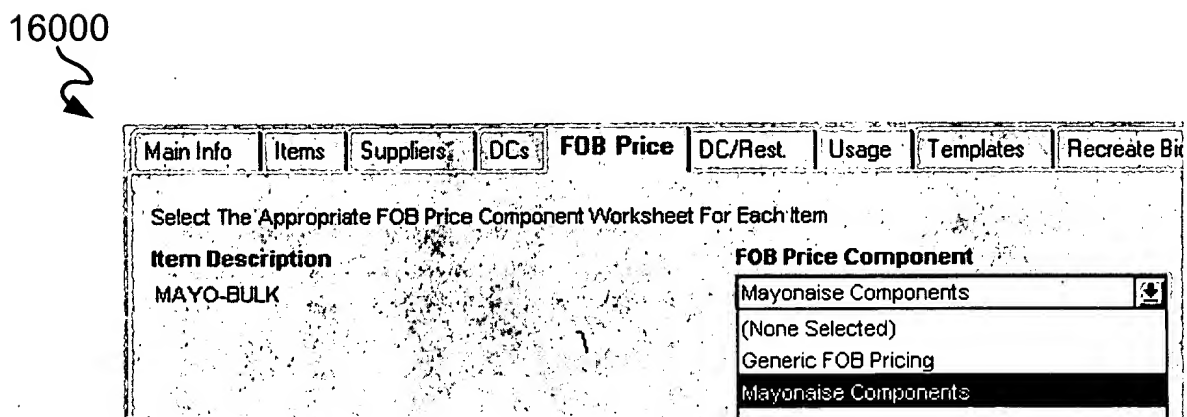 16000
Main Info Items Suppliers DCs FOB Price DC/Rest. Usage Templates Recreate Bid
Select The Appropriate FOB Price Component Worksheet For Each Item
Item Description FOB Price Component
MAYO-BULK Mayonaise Components
(None Selected)
Generic FOB Pricing
Mayonaise Components